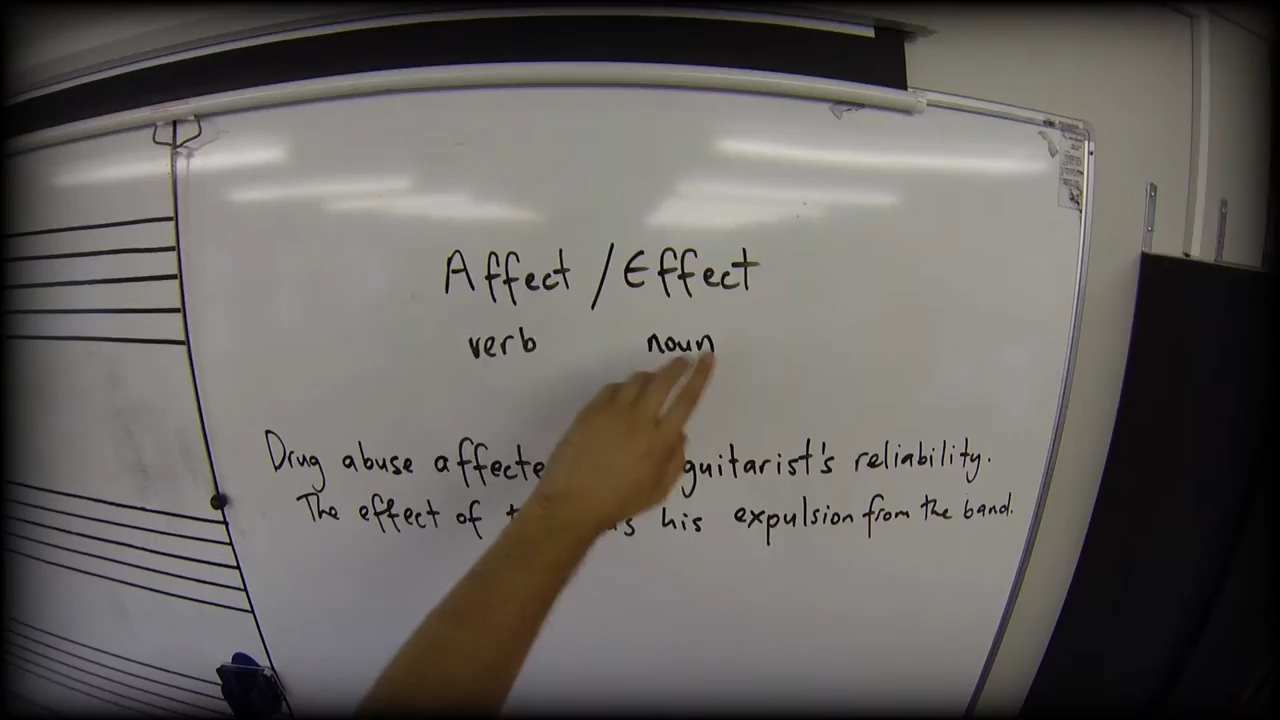 Affect / Effect
verb noun
Drug abuse affecte guitarist's reliability.
The effect of his expulsion from the band.